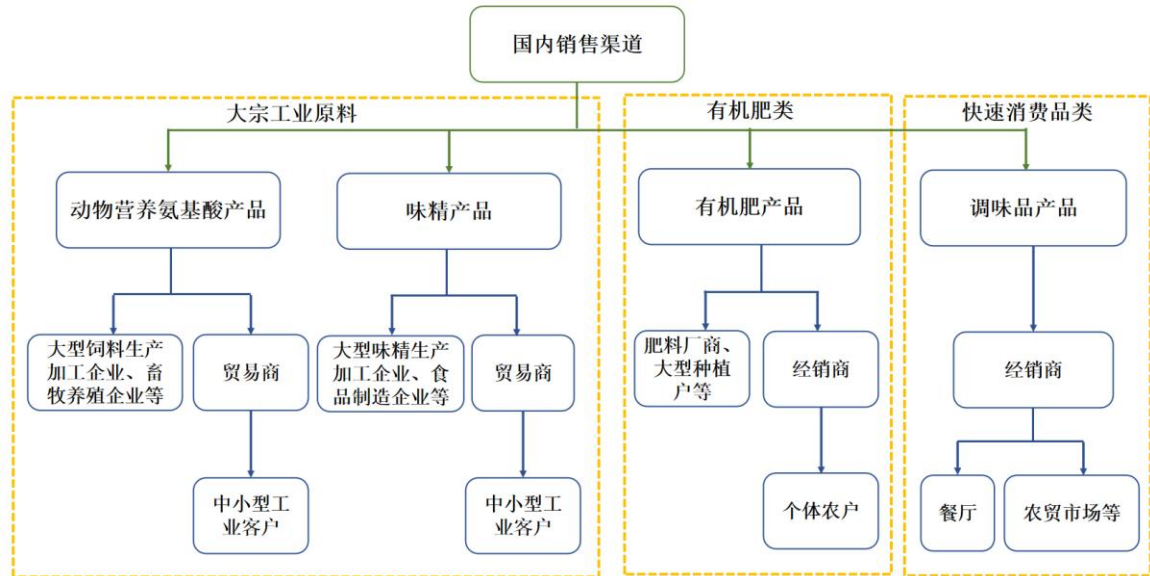 国内销售渠道
大宗工业原料
有机肥类
快速消费品类
动物营养氨基酸产品
味精产品
有机肥产品
调味品产品
大型饲料生产
加工企业、畜
牧养殖企业等
贸易商
大型味精生产
加工企业、食
品制造企业等
贸易商
肥料厂商、
大型种植
户等
经销商
经销商
中小型工
业客户
中小型工
业客户
个体农户
餐厅
农贸市场等